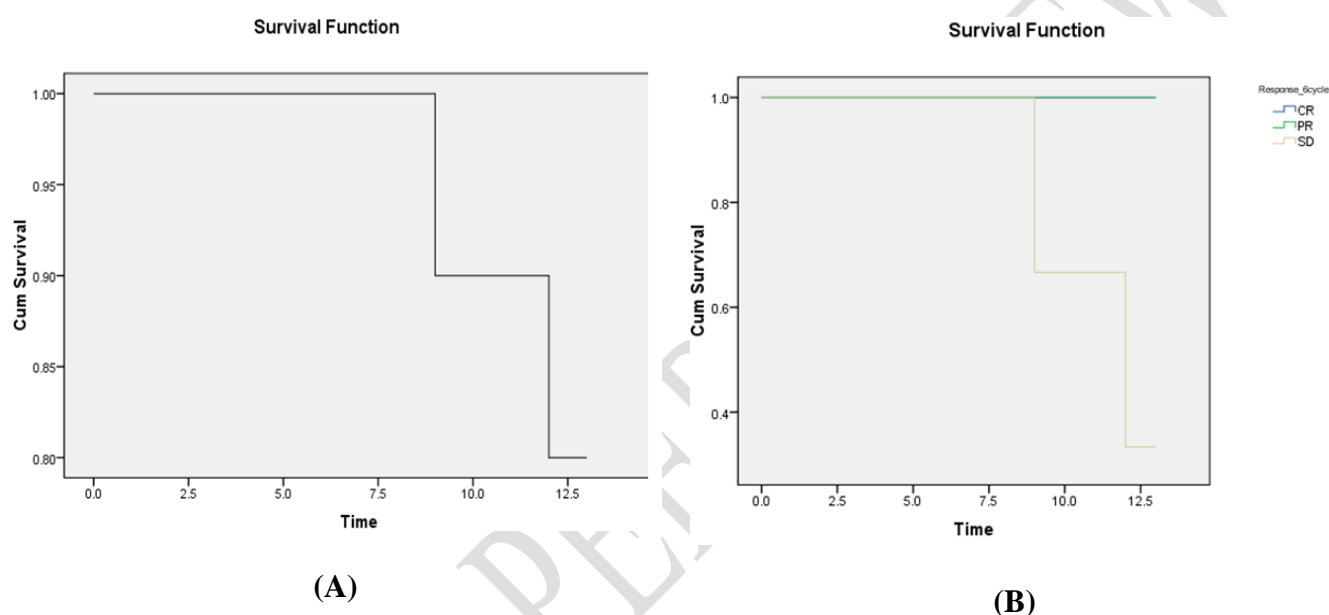 Survival Function
Cum Survival
1.00
0.95
0.90
0.85
0.80
0.0 2.5 5.0 7.5 10.0 12.5
Time
(A)
Survival Function
Cum Survival
1.0
0.8
0.6
0.4
0.0 2.5 5.0 7.5 10.0 12.5
Time
Response_6cycle
CR
PR
SD
(B)